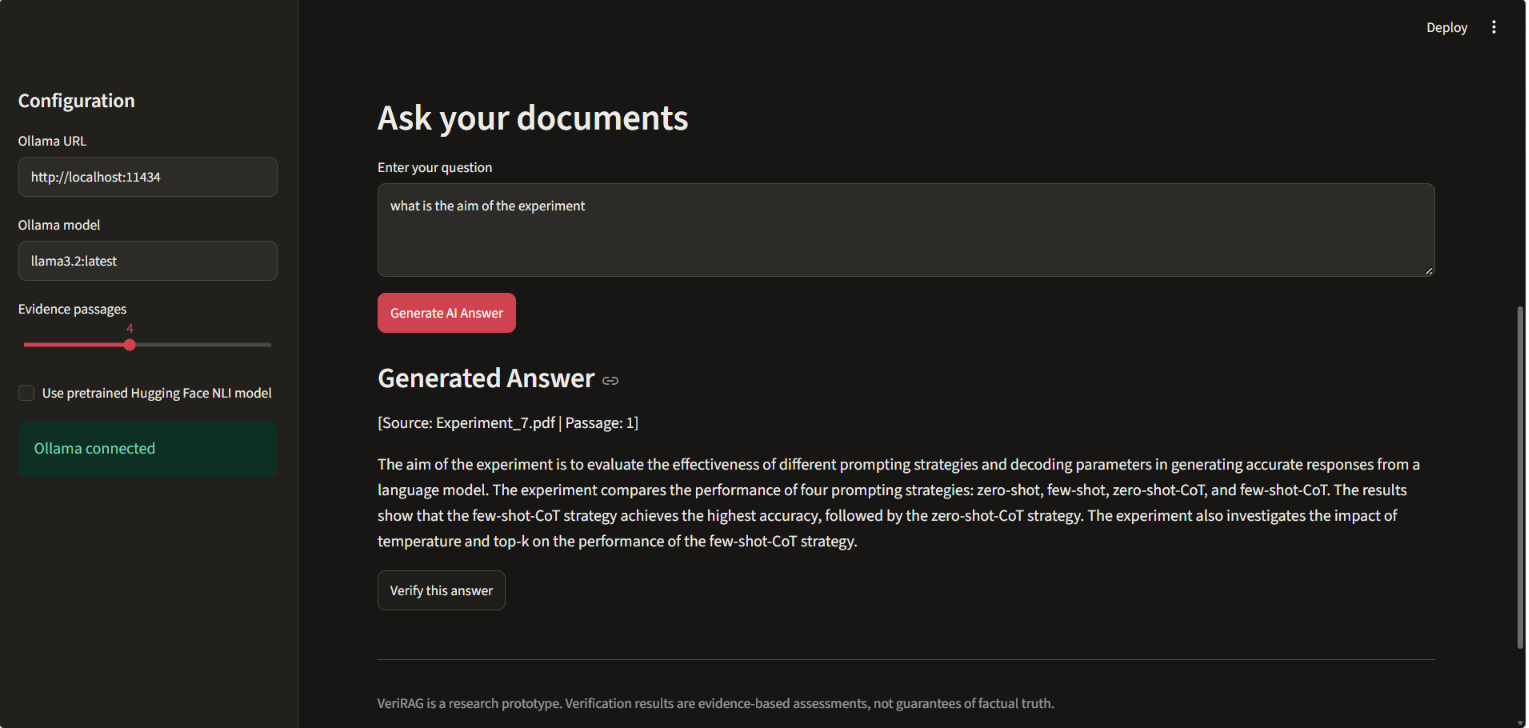 Deploy
Configuration
Ollama URL
http://localhost:11434
Ollama model
llama3.2:latest
Evidence passages
4
Use pretrained Hugging Face NLI model
Ollama connected
Ask your documents
Enter your question
what is the aim of the experiment
Generate AI Answer
Generated Answer
[Source: Experiment_7.pdf | Passage: 1]
The aim of the experiment is to evaluate the effectiveness of different prompting strategies and decoding parameters in generating accurate responses from a
language model. The experiment compares the performance of four prompting strategies: zero-shot, few-shot, zero-shot-CoT, and few-shot-CoT. The results
show that the few-shot-CoT strategy achieves the highest accuracy, followed by the zero-shot-CoT strategy. The experiment also investigates the impact of
temperature and top-k on the performance of the few-shot-CoT strategy.
Verify this answer
VeriRAG is a research prototype. Verification results are evidence-based assessments, not guarantees of factual truth.